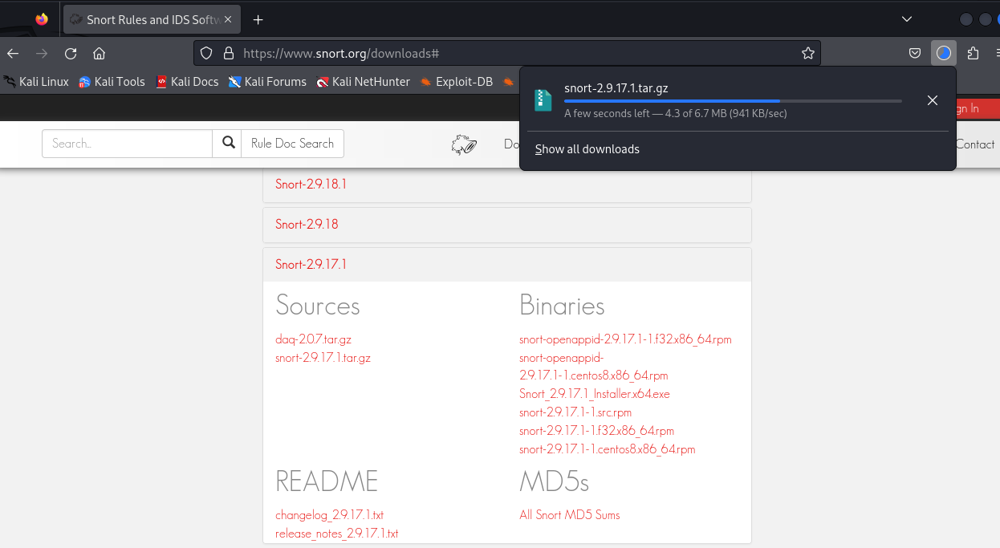 Snort Rules and IDS Softw
https://www.snort.org/downloads#
Kali Linux Kali Tools Kali Docs Kali Forums Kali NetHunter Exploit-DB
snort-2.9.17.1.tar.gz
A few seconds left — 4.3 of 6.7 MB (941 KB/sec)
Show all downloads
gn In
Search.. Rule Doc Search Do Contact
Snort-2.9.18.1
Snort-2.9.18
Snort-2.9.17.1
Sources
daq-2.0.7.tar.gz
snort-2.9.17.1.tar.gz
Binaries
snort-openappid-2.9.17.1-1.f32.x86_64.rpm
snort-openappid-
2.9.17.1-1.centos8.x86_64.rpm
Snort_2.9.17.1_Installer.x64.exe
snort-2.9.17.1-1.src.rpm
snort-2.9.17.1-1.f32.x86_64.rpm
snort-2.9.17.1-1.centos8.x86_64.rpm
README
changelog_2.9.17.1.txt
release_notes_2.9.17.1.txt
MD5s
All Snort MD5 Sums